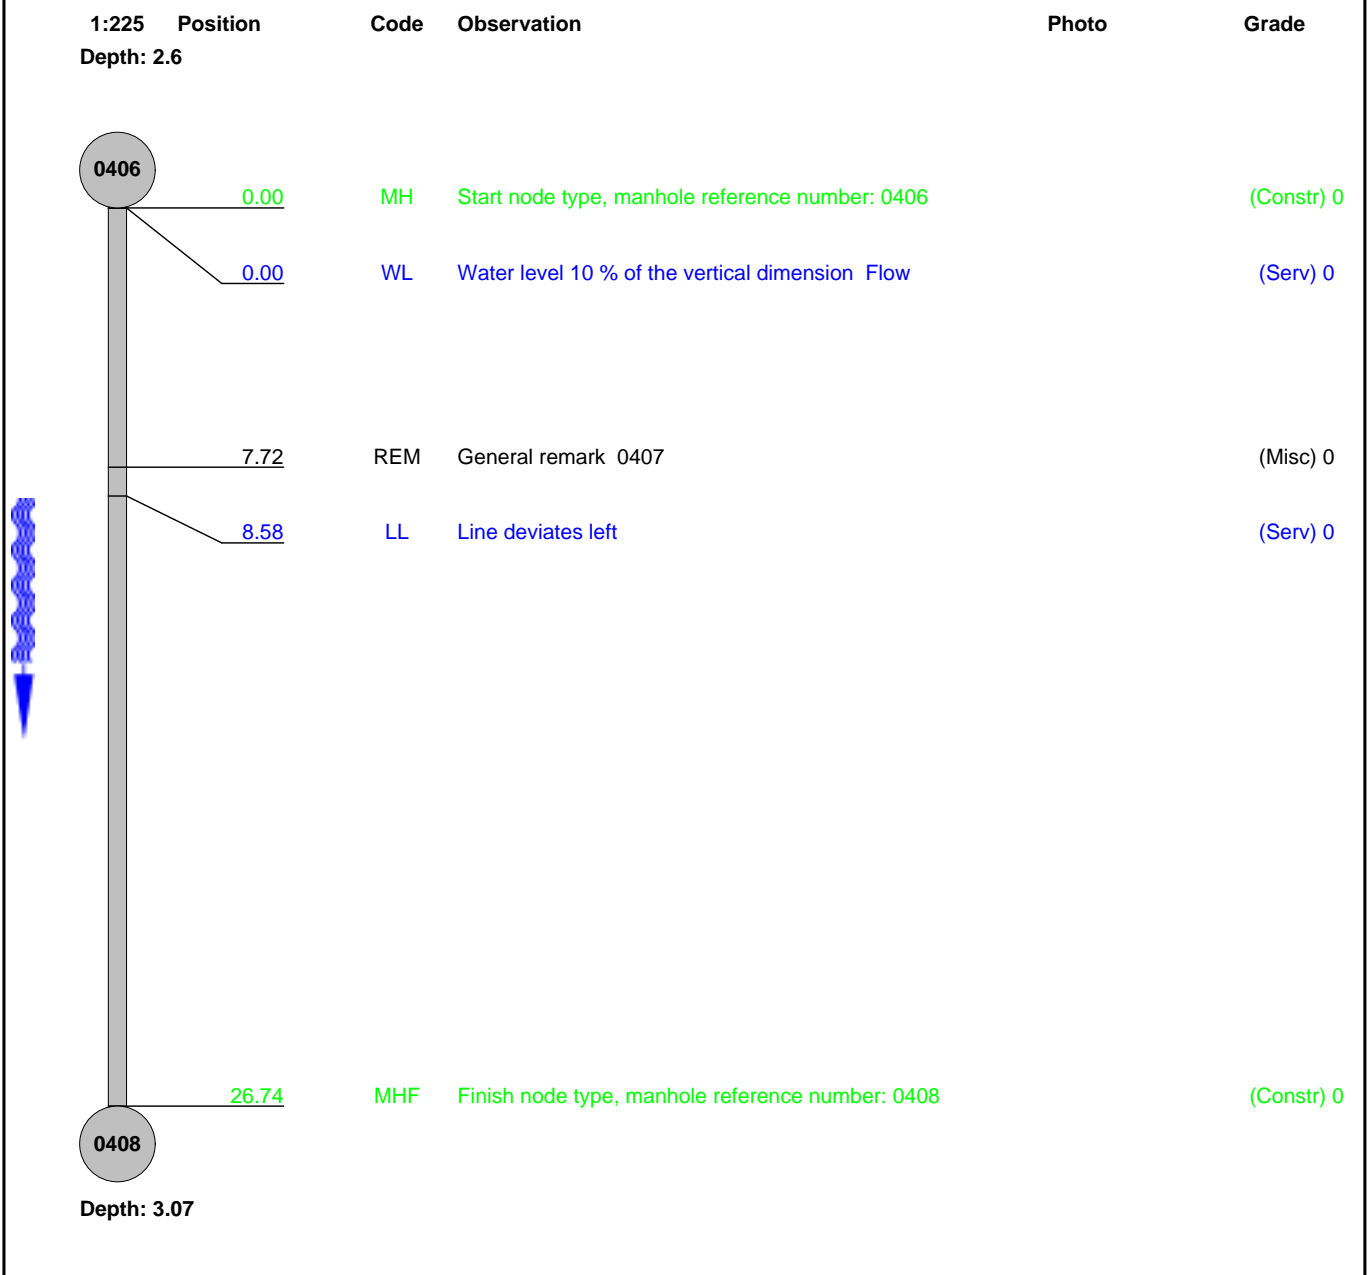 1:225 Position Code Observation Photo Grade
Depth: 2.6
0406
0.00 MH Start node type, manhole reference number: 0406 (Constr) 0
0.00 WL Water level 10 % of the vertical dimension  Flow (Serv) 0
7.72 REM General remark  0407 (Misc) 0
8.58 LL Line deviates left (Serv) 0
26.74 MHF Finish node type, manhole reference number: 0408 (Constr) 0
0408
Depth: 3.07